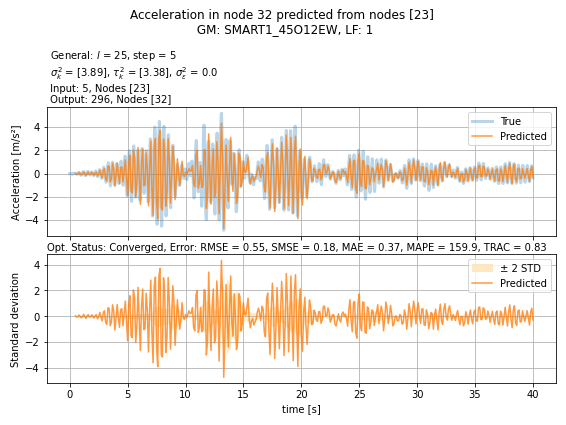 Acceleration in node 32 predicted from nodes [23]
GM: SMART1_45O12EW, LF: 1
General: l = 25, step = 5
σ²ₖ = [3.89], τ²ₖ = [3.38], σ²_ε = 0.0
Input: 5, Nodes [23]
Output: 296, Nodes [32]
Acceleration [m/s²]
4
2
0
−2
−4
True
Predicted
Opt. Status: Converged, Error: RMSE = 0.55, SMSE = 0.18, MAE = 0.37, MAPE = 159.9, TRAC = 0.83
Standard deviation
4
2
0
−2
−4
± 2 STD
Predicted
0 5 10 15 20 25 30 35 40
time [s]